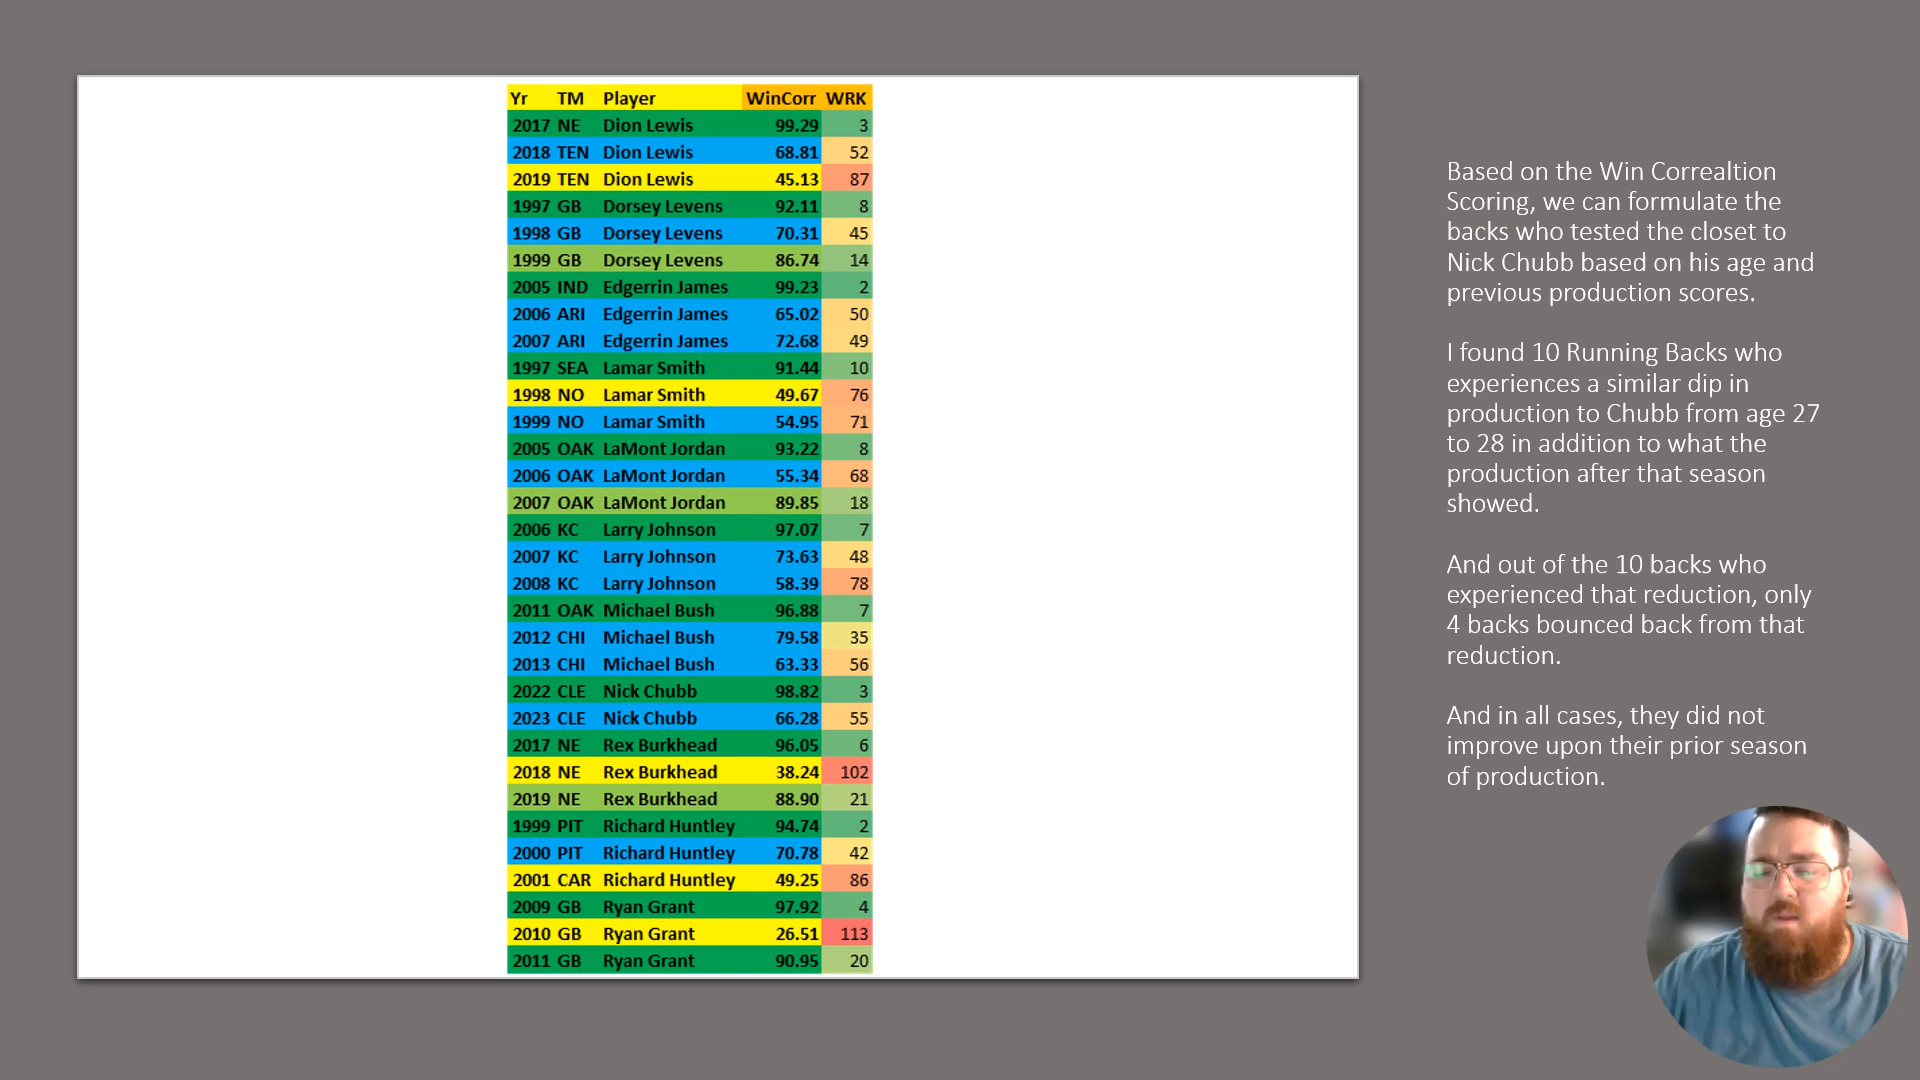 Yr TM Player WinCorr WRK
2017 NE Dion Lewis 99.29 3
2018 TEN Dion Lewis 68.81 52
2019 TEN Dion Lewis 45.13 87
1997 GB Dorsey Levens 92.11 8
1998 GB Dorsey Levens 70.31 45
1999 GB Dorsey Levens 86.74 14
2005 IND Edgerrin James 99.23 2
2006 ARI Edgerrin James 65.02 50
2007 ARI Edgerrin James 72.68 49
1997 SEA Lamar Smith 91.44 10
1998 NO Lamar Smith 49.67 76
1999 NO Lamar Smith 54.95 71
2005 OAK LaMont Jordan 93.22 8
2006 OAK LaMont Jordan 55.34 68
2007 OAK LaMont Jordan 89.85 18
2006 KC Larry Johnson 97.07 7
2007 KC Larry Johnson 73.63 48
2008 KC Larry Johnson 58.39 78
2011 OAK Michael Bush 96.88 7
2012 CHI Michael Bush 79.58 35
2013 CHI Michael Bush 63.33 56
2022 CLE Nick Chubb 98.82 3
2023 CLE Nick Chubb 66.28 55
2017 NE Rex Burkhead 96.05 6
2018 NE Rex Burkhead 38.24 102
2019 NE Rex Burkhead 88.90 21
1999 PIT Richard Huntley 94.74 2
2000 PIT Richard Huntley 70.78 42
2001 CAR Richard Huntley 49.25 86
2009 GB Ryan Grant 97.92 4
2010 GB Ryan Grant 26.51 113
2011 GB Ryan Grant 90.95 20
Based on the Win Correaltion
Scoring, we can formulate the
backs who tested the closet to
Nick Chubb based on his age and
previous production scores.
I found 10 Running Backs who
experiences a similar dip in
production to Chubb from age 27
to 28 in addition to what the
production after that season
showed.
And out of the 10 backs who
experienced that reduction, only
4 backs bounced back from that
reduction.
And in all cases, they did not
improve upon their prior season
of production.